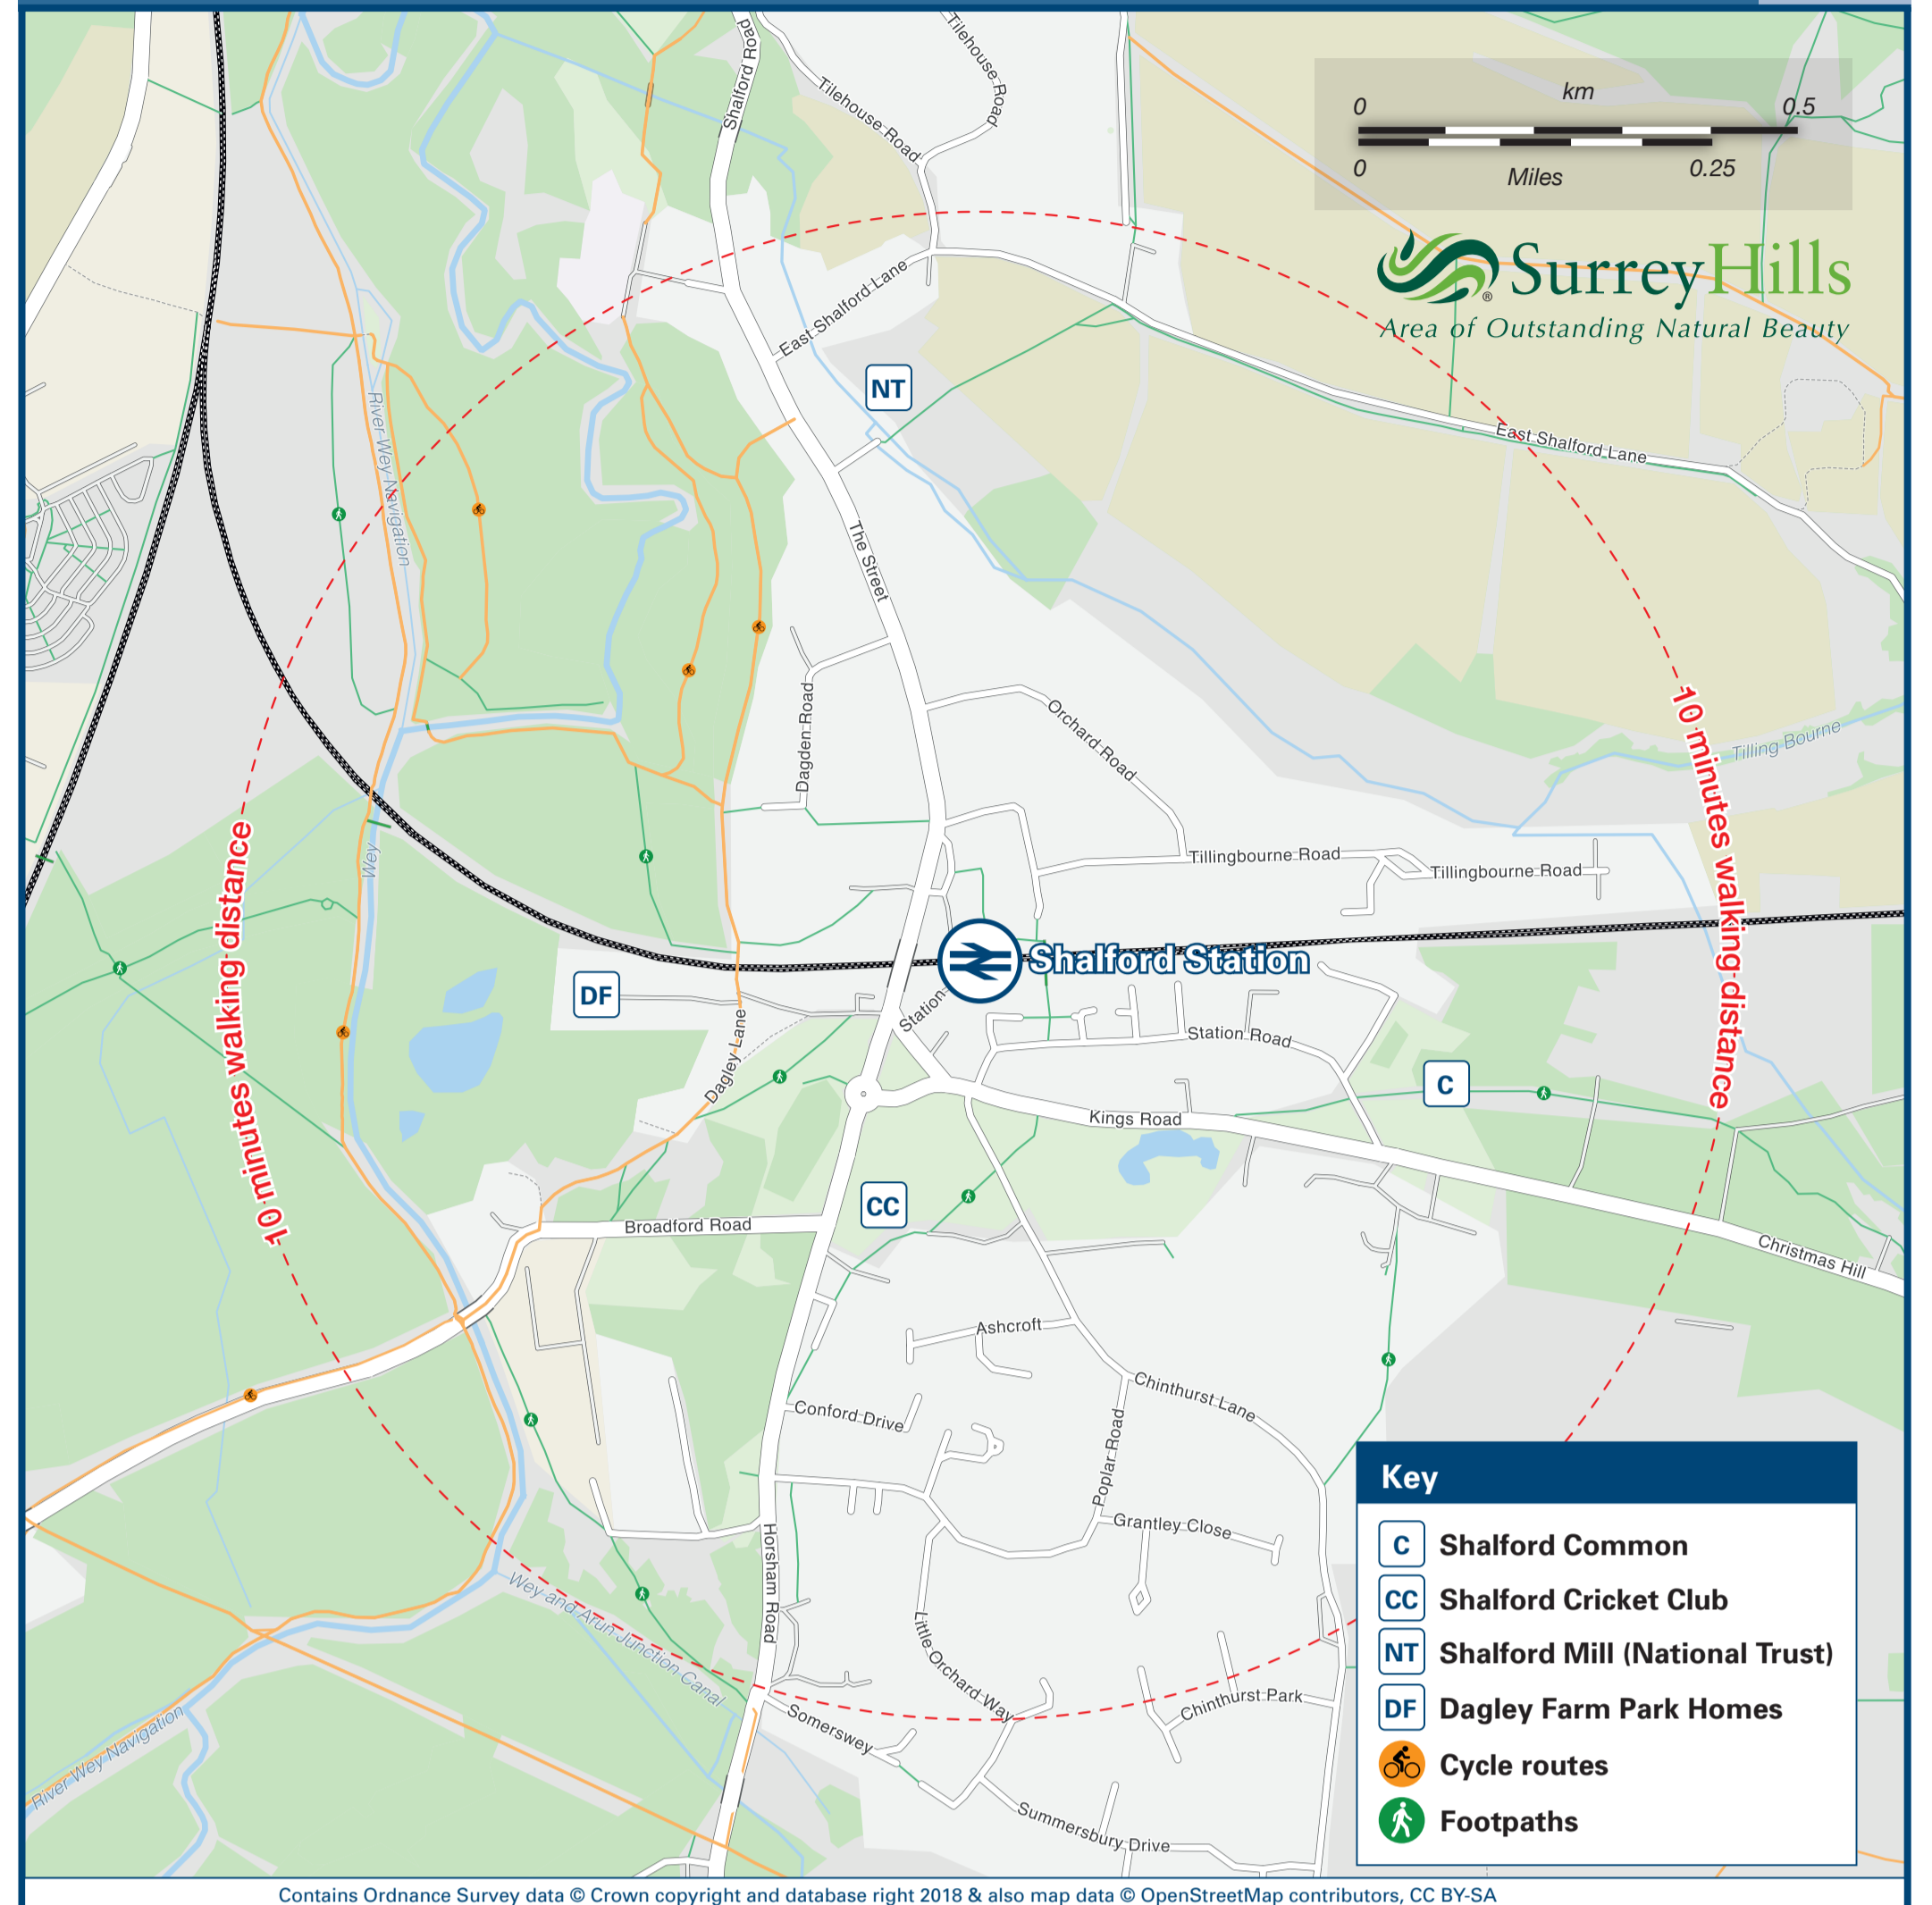 Shalford Road
Tilehouse Road
Tilehouse Road
km
0
0.5
0
0.25
Miles
SurreyHills
®
Area of Outstanding Natural Beauty
East Shalford Lane
NT
River Wey Navigation
East Shalford Lane
The Street
10 minutes walking distance
Dagden Road
Orchard Road
Tilling Bourne
Wey
Tillingbourne Road
Tillingbourne Road
10 minutes walking distance
Shalford Station
DF
Station
Station Road
Dagley Lane
C
Kings Road
CC
Broadford Road
Christmas Hill
Ashcroft
Chinthurst Lane
Conford Drive
Poplar Road
Grantley Close
Horsham Road
Wey and Arun Junction Canal
Little Orchard Way
Chinthurst Park
Somerswey
River Wey Navigation
Summersbury Drive
Key
C Shalford Common
CC Shalford Cricket Club
NT Shalford Mill (National Trust)
DF Dagley Farm Park Homes
Cycle routes
Footpaths
Contains Ordnance Survey data © Crown copyright and database right 2018 & also map data © OpenStreetMap contributors, CC BY-SA